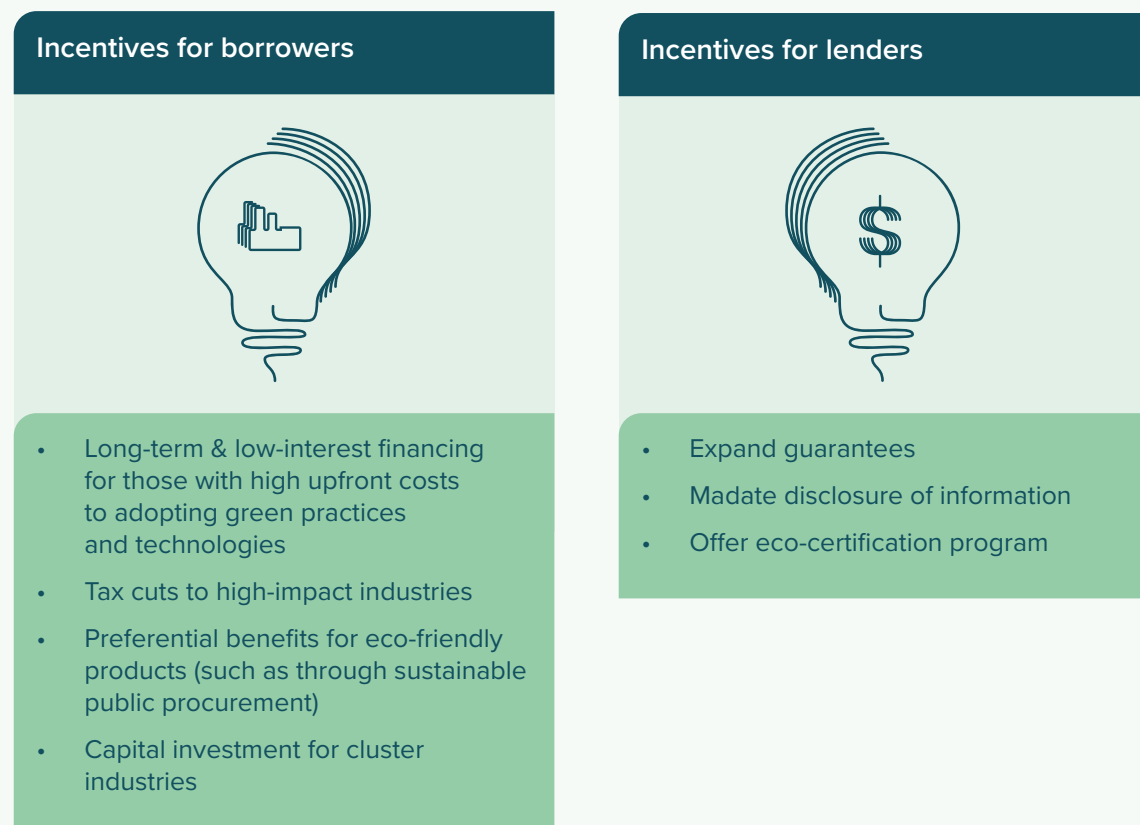 Incentives for borrowers
• Long-term & low-interest financing
for those with high upfront costs
to adopting green practices
and technologies
• Tax cuts to high-impact industries
• Preferential benefits for eco-friendly
products (such as through sustainable
public procurement)
• Capital investment for cluster
industries
Incentives for lenders
$
• Expand guarantees
• Madate disclosure of information
• Offer eco-certification program